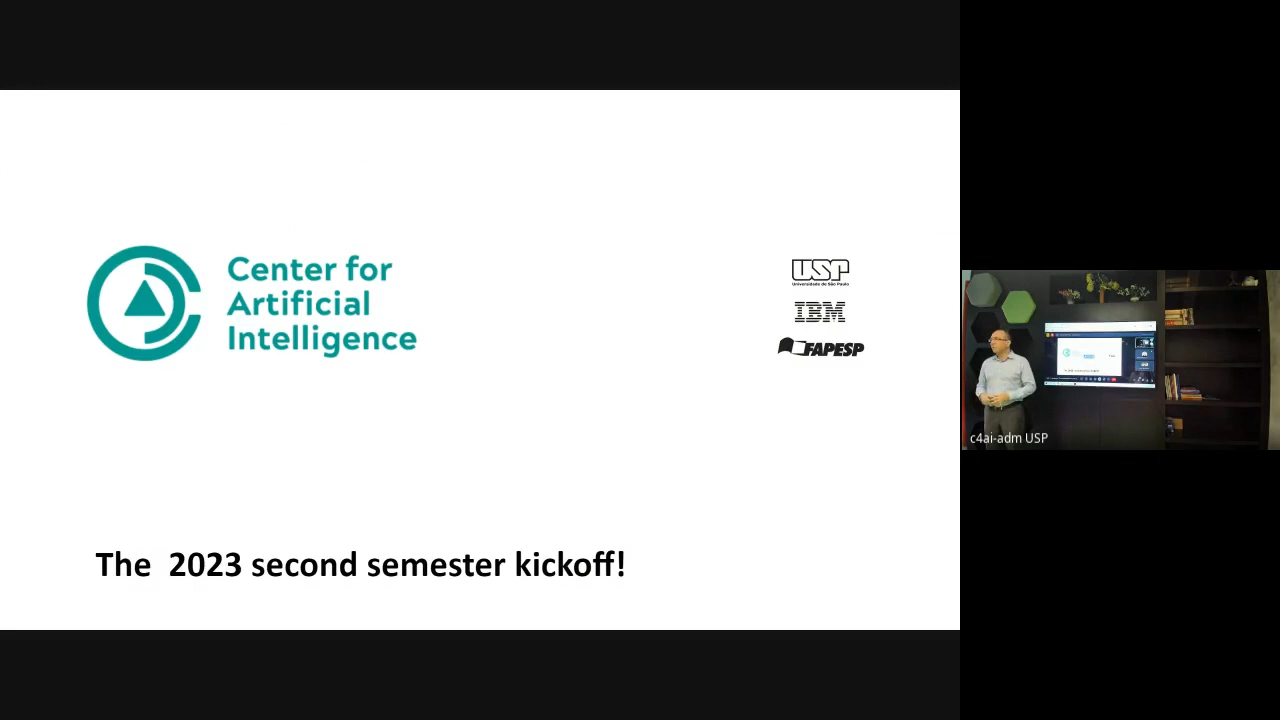 Center for
Artificial
Intelligence
USP
Universidade de São Paulo
IBM
FAPESP
The  2023 second semester kickoff!
c4ai-adm USP